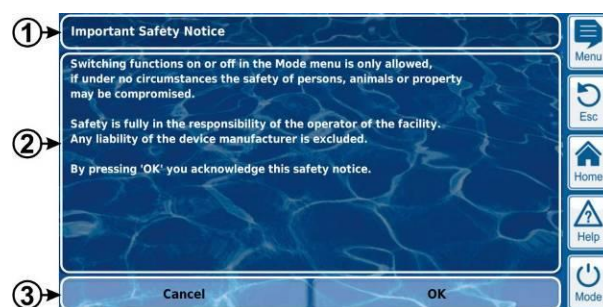 ① Important Safety Notice
Menu
② Switching functions on or off in the Mode menu is only allowed,
if under no circumstances the safety of persons, animals or property
may be compromised.
Safety is fully in the responsibility of the operator of the facility.
Any liability of the device manufacturer is excluded.
By pressing 'OK' you acknowledge this safety notice.
Esc
Home
? Help
③ Cancel OK
Mode